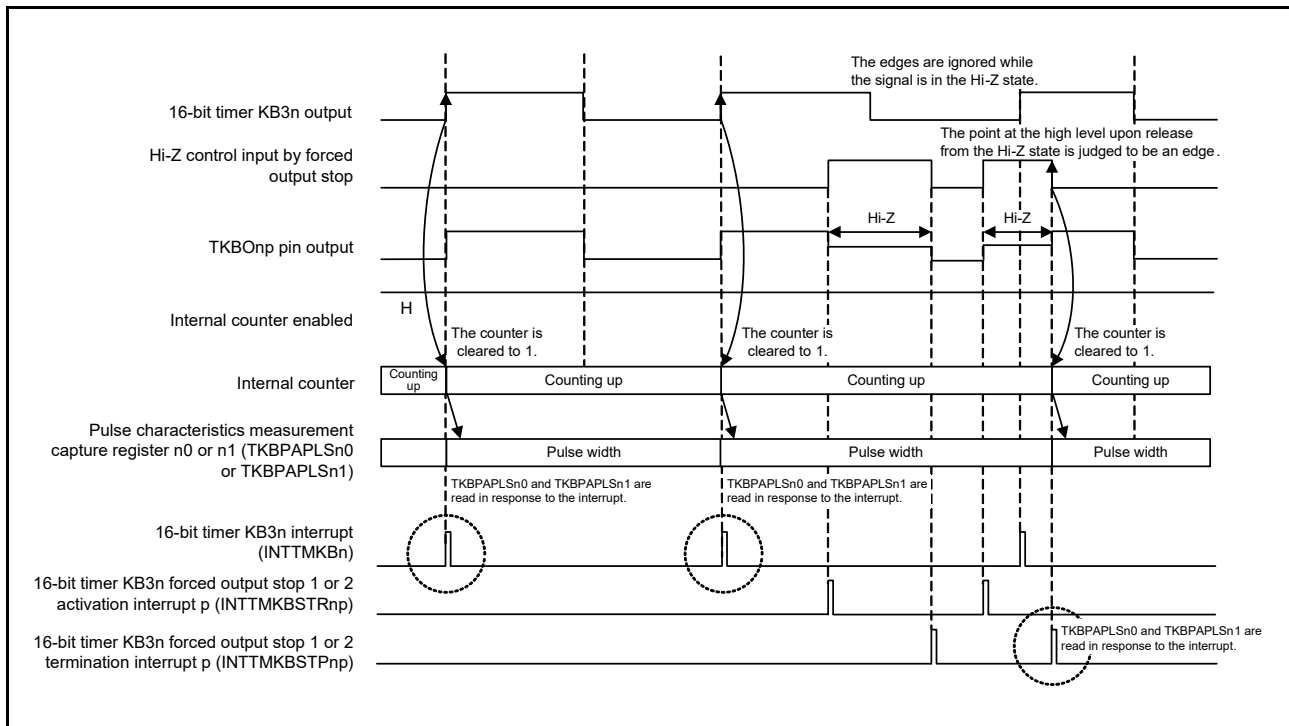 The edges are ignored while
the signal is in the Hi-Z state.
16-bit timer KB3n output
The point at the high level upon release
from the Hi-Z state is judged to be an edge.
Hi-Z control input by forced
output stop
Hi-Z
Hi-Z
TKBOnp pin output
H
Internal counter enabled
The counter is
cleared to 1.
The counter is
cleared to 1.
The counter is
cleared to 1.
Internal counter
Counting
up
Counting up
Counting up
Counting up
Pulse characteristics measurement
capture register n0 or n1 (TKBPAPLSn0
or TKBPAPLSn1)
Pulse width
Pulse width
Pulse width
TKBPAPLSn0 and TKBPAPLSn1 are
read in response to the interrupt.
TKBPAPLSn0 and TKBPAPLSn1 are
read in response to the interrupt.
16-bit timer KB3n interrupt
(INTTMKBn)
16-bit timer KB3n forced output stop 1 or 2
activation interrupt p (INTTMKBSTRnp)
16-bit timer KB3n forced output stop 1 or 2
termination interrupt p (INTTMKBSTPnp)
TKBPAPLSn0 and TKBPAPLSn1 are
read in response to the interrupt.